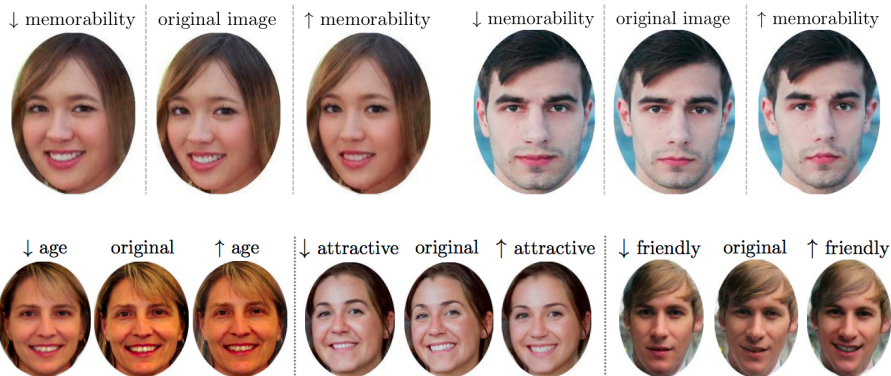 ↓ memorability original image ↑ memorability ↓ memorability original image ↑ memorability
↓ age original ↑ age ↓ attractive original ↑ attractive ↓ friendly original ↑ friendly